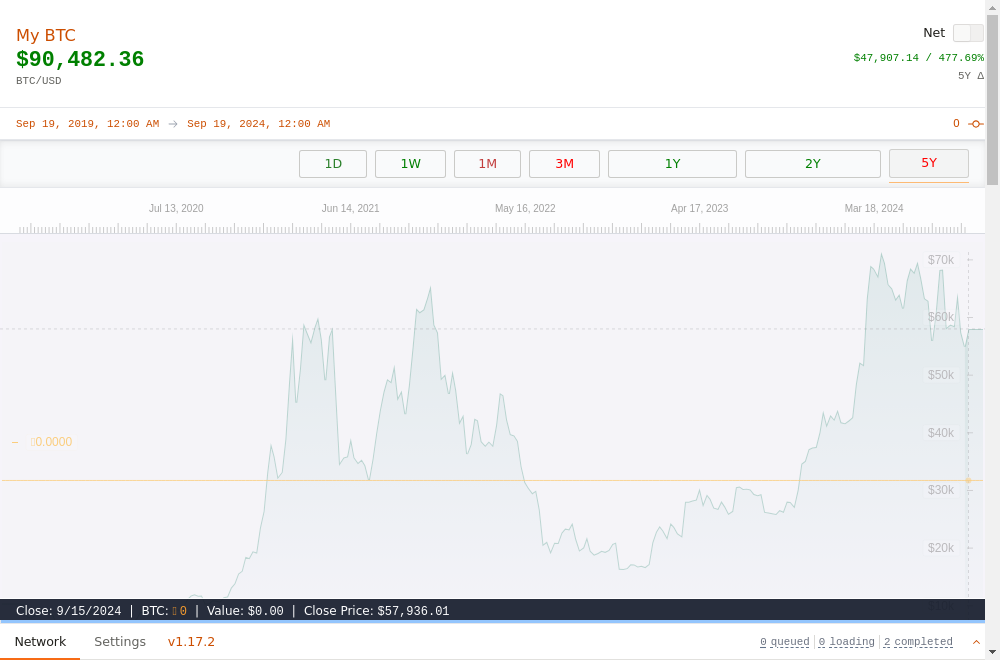 My BTC
Net
$90,482.36
$47,907.14 / 477.69%
BTC/USD
5Y Δ
Sep 19, 2019, 12:00 AM → Sep 19, 2024, 12:00 AM
0
1D 1W 1M 3M 1Y 2Y 5Y
Jul 13, 2020 Jun 14, 2021 May 16, 2022 Apr 17, 2023 Mar 18, 2024
$70k
$60k
$50k
$40k
0.0000
$30k
$20k
Close: 9/15/2024 | BTC: 0 | Value: $0.00 | Close Price: $57,936.01
Network Settings v1.17.2
0 queued 0 loading 2 completed